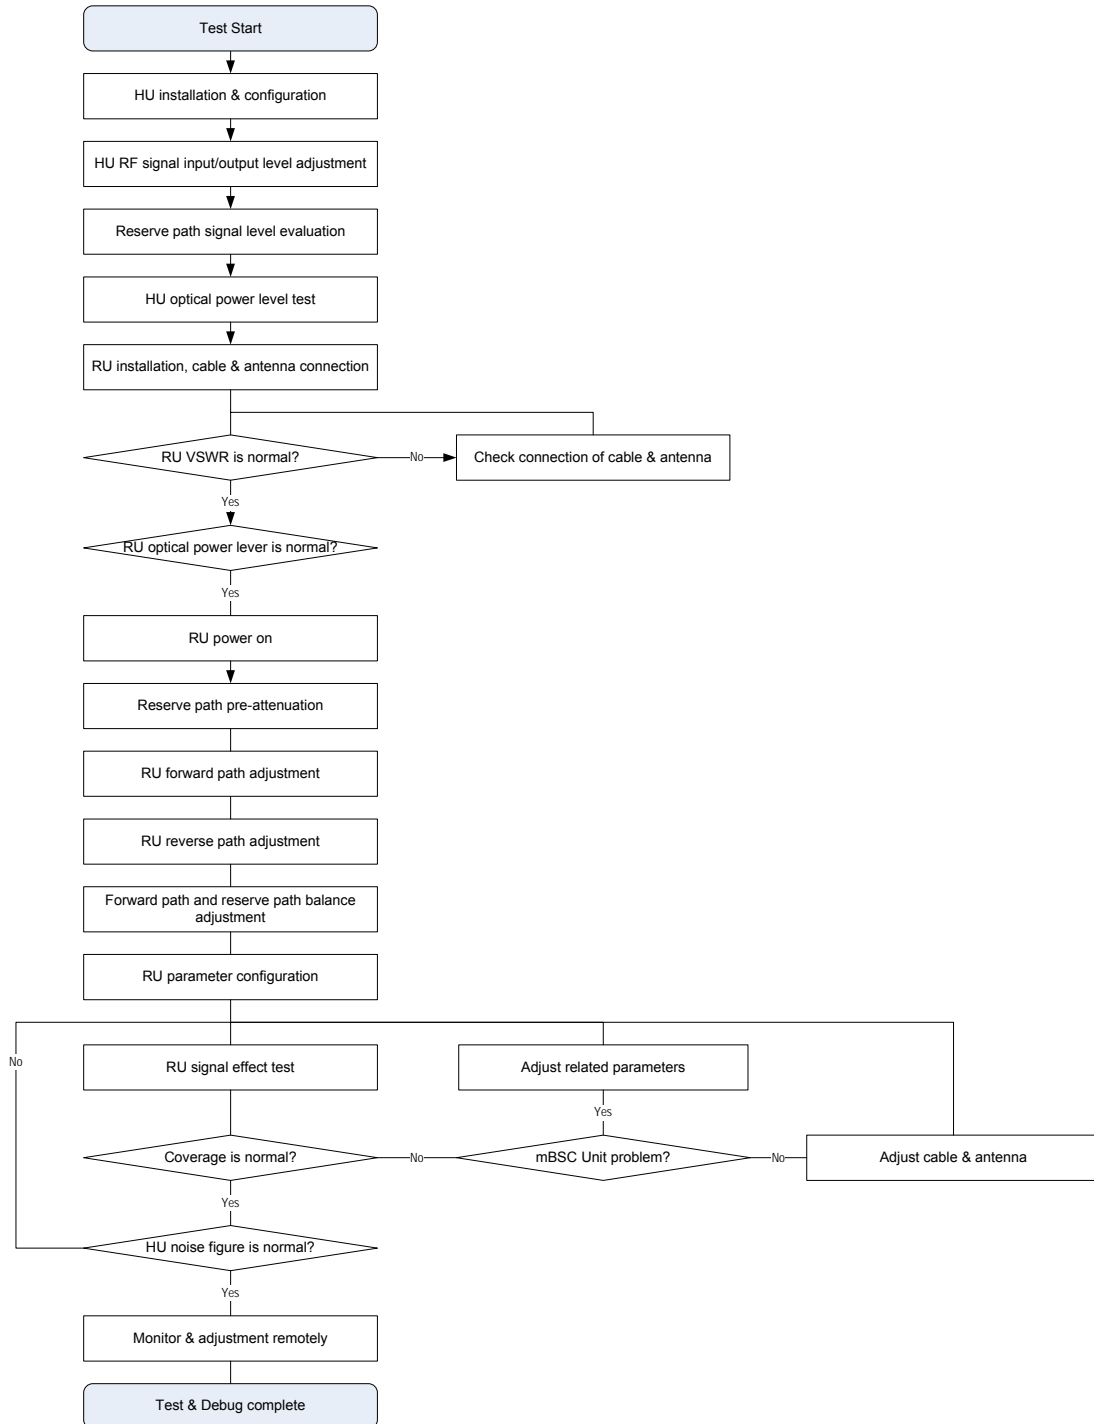 Test Start
HU installation & configuration
HU RF signal input/output level adjustment
Reserve path signal level evaluation
HU optical power level test
RU installation, cable & antenna connection
RU VSWR is normal?
No
Check connection of cable & antenna
Yes
RU optical power lever is normal?
Yes
RU power on
Reserve path pre-attenuation
RU forward path adjustment
RU reverse path adjustment
Forward path and reserve path balance
adjustment
RU parameter configuration
No
RU signal effect test
Adjust related parameters
Yes
Coverage is normal?
No
mBSC Unit problem?
No
Adjust cable & antenna
Yes
HU noise figure is normal?
Yes
Monitor & adjustment remotely
Test & Debug complete